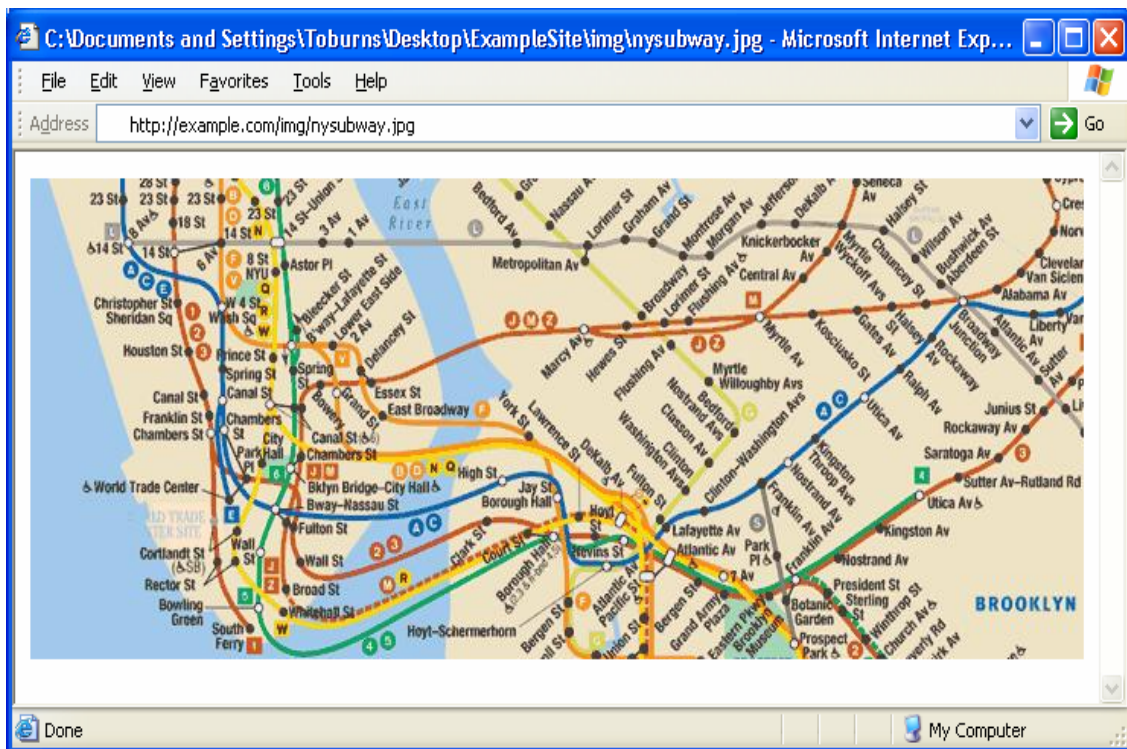 C:\Documents and Settings\Toburns\Desktop\ExampleSite\img\nysubway.jpg - Microsoft Internet Exp...
File Edit View Favorites Tools Help
Address http://example.com/img/nysubway.jpg Go
28 St
23 St
23 St
23 St
23 St
23 St
18 St
14 St
14 St
14 St
8 Av
6 Av
14 St-Union
3 Av
1 Av
Bedford Av
East
River
Nassau Av
Lorimer St
Graham Av
Grand St
Montrose Av
Morgan Av
Jefferson
DeKalb Av
Seneca
Av
Halsey St
Wilson Av
Bushwick Av
Aberdeen St
Metropolitan Av
Knickerbocker
Av
Central Av
Myrtle
Wyckoff Avs
Chauncey St
Alabama Av
Van Siclen
Cleveland
Liberty
Av
8 St
NYU
Astor Pl
Christopher St
Sheridan Sq
W 4 St
Wash Sq
Bleecker St
B'way-Lafayette St
Lower East Side
2 Av
Delancey St
Houston St
Prince St
Spring St
Spring
St
Essex St
Bowery
Grand St
East Broadway
Canal St
Canal St
Franklin St
Chambers St
Chambers
St
City
Hall
Park
Pl
Canal St
Chambers St
Bklyn Bridge-City Hall
Bway-Nassau St
Fulton St
World Trade Center
Cortlandt St
Rector St
Wall
St
Wall St
Broad St
Bowling
Green
Whitehall St
South
Ferry
Broadway
Lorimer St
Flushing Av
Marcy Av
Hewes St
Flushing Av
Myrtle Av
Kosciusko St
Gates Av
Halsey St
Rockaway Av
Broadway
Junction
Atlantic Av
Sutter
Av
Myrtle
Willoughby Avs
Bedford
Nostrand Avs
Classon Av
Clinton
Washington Avs
Clinton-Washington Avs
Ralph Av
Utica Av
Kingston
Throop Avs
Nostrand Av
Franklin Av
Junius St
Rockaway Av
Saratoga Av
Sutter Av-Rutland Rd
Utica Av
Kingston Av
Nostrand Av
President St
Sterling
St
Winthrop St
Church Av
York St
Lawrence St
DeKalb Av
Fulton St
High St
Jay St
Borough Hall
Clark St
Court St
Borough Hall
Hoyt
St
Nevins St
Lafayette Av
Atlantic Av
Atlantic Av
Pacific St
Hoyt-Schermerhorn
Bergen St
Union St
Bergen St
Grand Army
Plaza
7 Av
Eastern Pkwy
Brooklyn
Museum
Park
Pl
Franklin Av
Botanic
Garden
Prospect
Park
BROOKLYN
Done My Computer